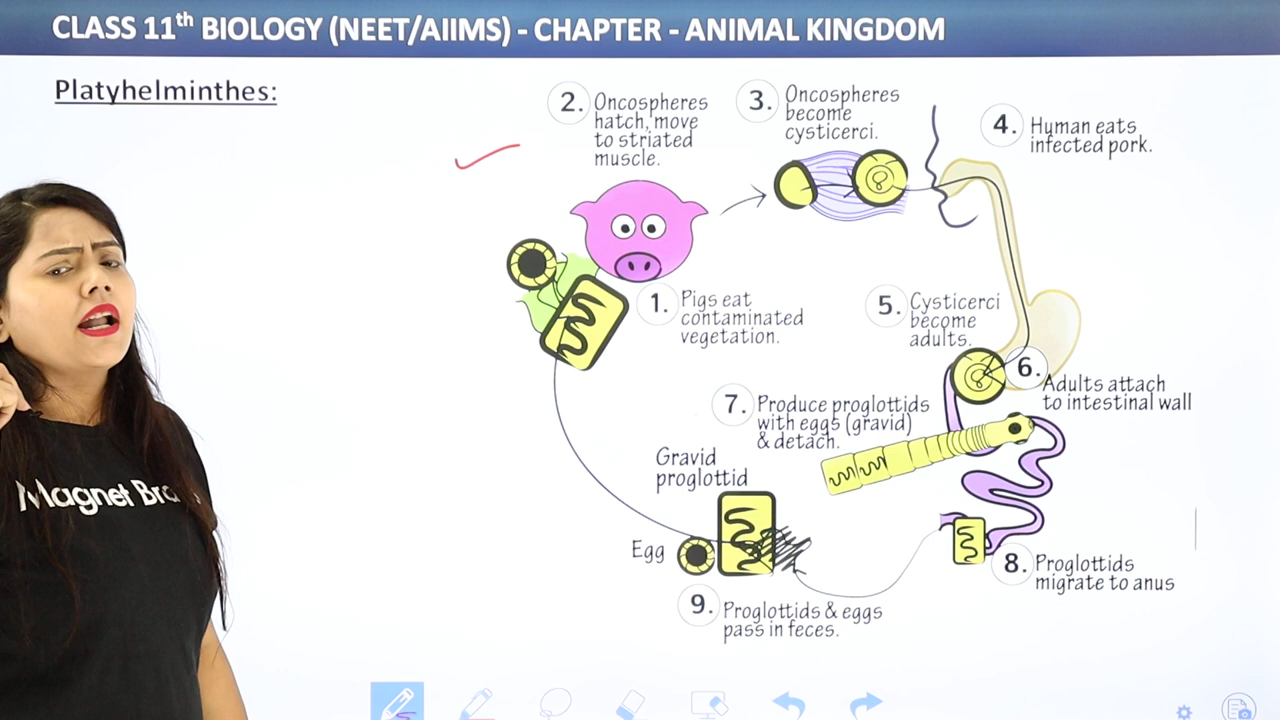 CLASS 11th BIOLOGY (NEET/AIIMS) - CHAPTER - ANIMAL KINGDOM
Platyhelminthes:
2. Oncospheres
hatch, move
to striated
muscle.
3. Oncospheres
become
cysticerci.
4. Human eats
infected pork.
1. Pigs eat
contaminated
vegetation.
5. Cysticerci
become
adults.
6. Adults attach
to intestinal wall
7. Produce proglottids
with eggs (gravid)
& detach.
Gravid
proglottid
Egg
8. Proglottids
migrate to anus
9. Proglottids & eggs
pass in feces.
Magnet Bra